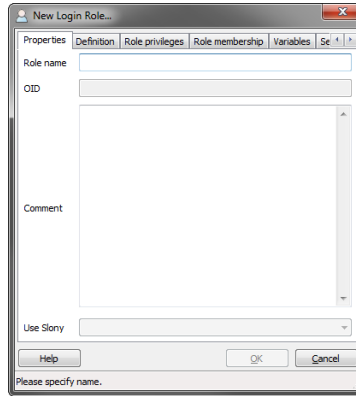 New Login Role...
Properties Definition Role privileges Role membership Variables Se
Role name
OID
Comment
Use Slony
Help OK Cancel
Please specify name.